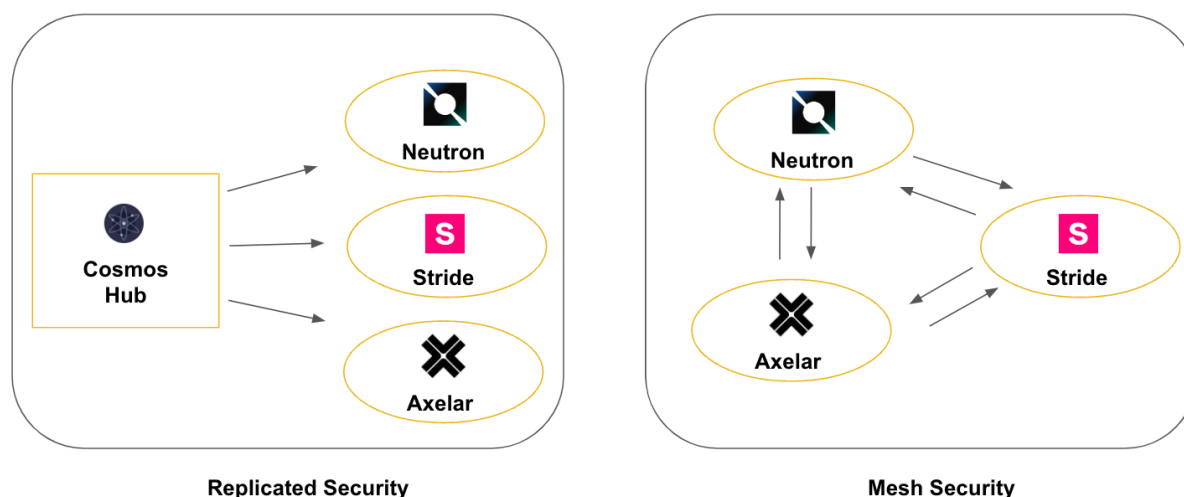 Neutron
S
Stride
Cosmos
Hub
Axelar
Replicated Security
Neutron
S
Stride
Axelar
Mesh Security